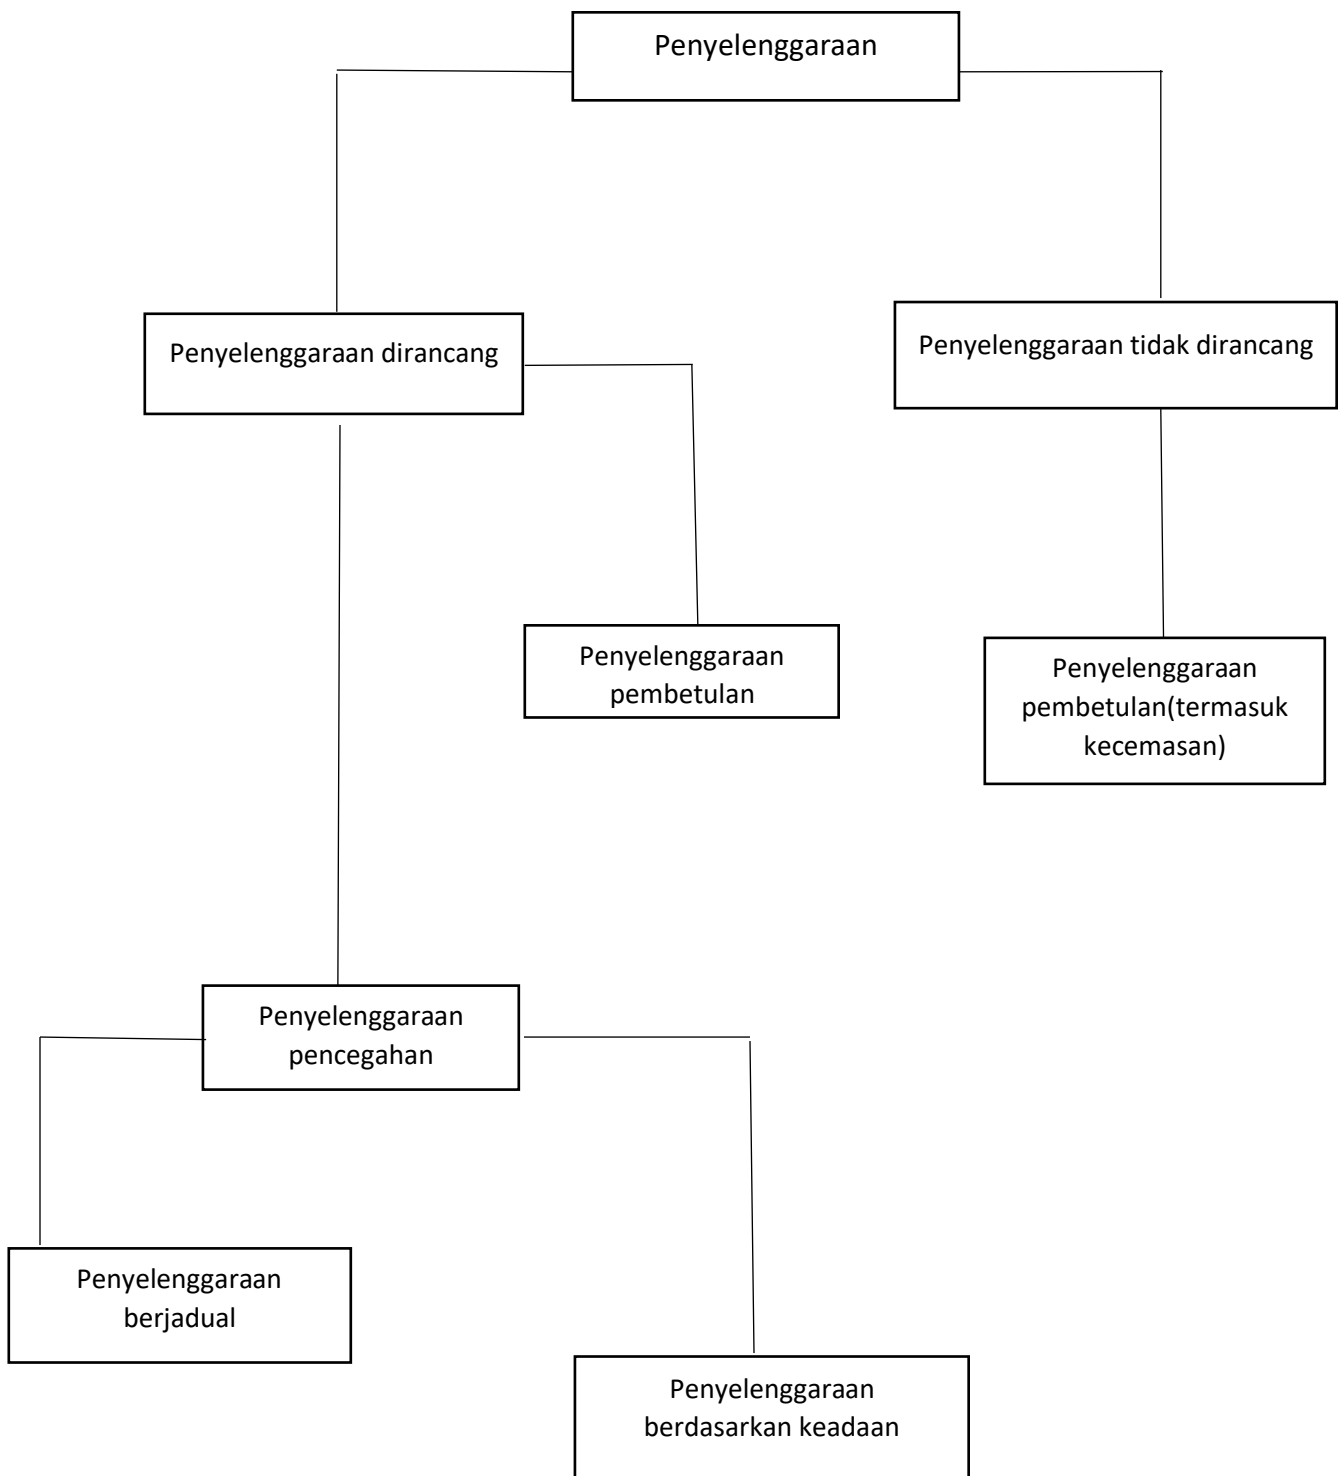 Penyelenggaraan
Penyelenggaraan dirancang
Penyelenggaraan tidak dirancang
Penyelenggaraan
pembetulan
Penyelenggaraan
pembetulan(termasuk
kecemasan)
Penyelenggaraan
pencegahan
Penyelenggaraan
berjadual
Penyelenggaraan
berdasarkan keadaan